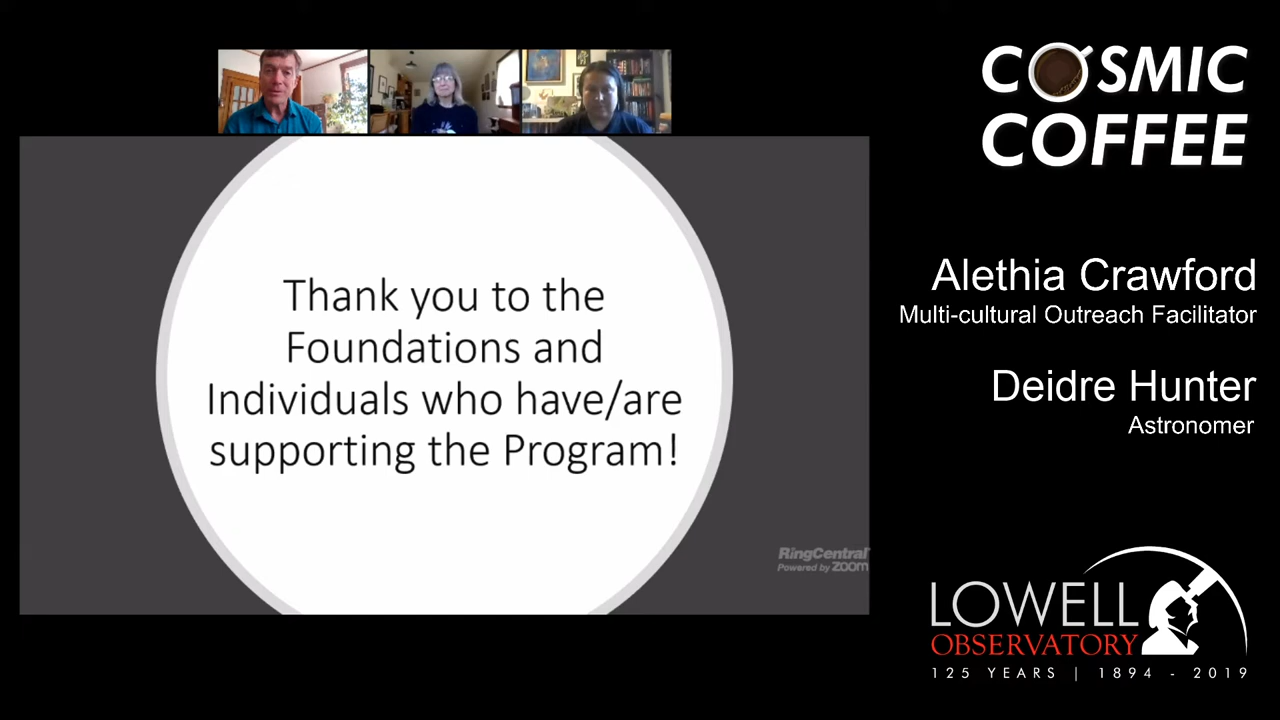 COSMIC
COFFEE
Thank you to the
Foundations and
Individuals who have/are
supporting the Program!
RingCentral
Powered by zoom
Alethia Crawford
Multi-cultural Outreach Facilitator
Deidre Hunter
Astronomer
LOWELL
OBSERVATORY
125 YEARS | 1894 - 2019